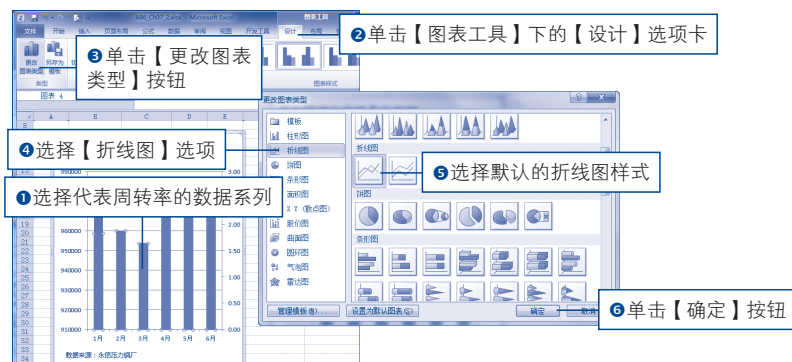 A08_Ch07_2.xlsx - Microsoft Excel
图表工具
文件 开始 插入 页面布局 公式 数据 审阅 视图 开发工具 设计 布局
❷单击【图表工具】下的【设计】选项卡
❸单击【更改图表
类型】按钮
更改 另存为
图表类型 模板
类型
图表样式
图表 4
A B C D E
更改图表类型
模板
柱形图
折线图
饼图
条形图
面积图
X Y (散点图)
股价图
曲面图
圆环图
气泡图
雷达图
折线图
饼图
条形图
❹选择【折线图】选项
❺选择默认的折线图样式
❶选择代表周转率的数据系列
990000
960000
950000
940000
930000
920000
910000
2.00
1.50
1.00
0.50
0.00
1月 2月 3月 4月 5月 6月
数据来源：永信压力锅厂
管理模板(M)... 设置为默认图表(S) 确定 取消
❻单击【确定】按钮